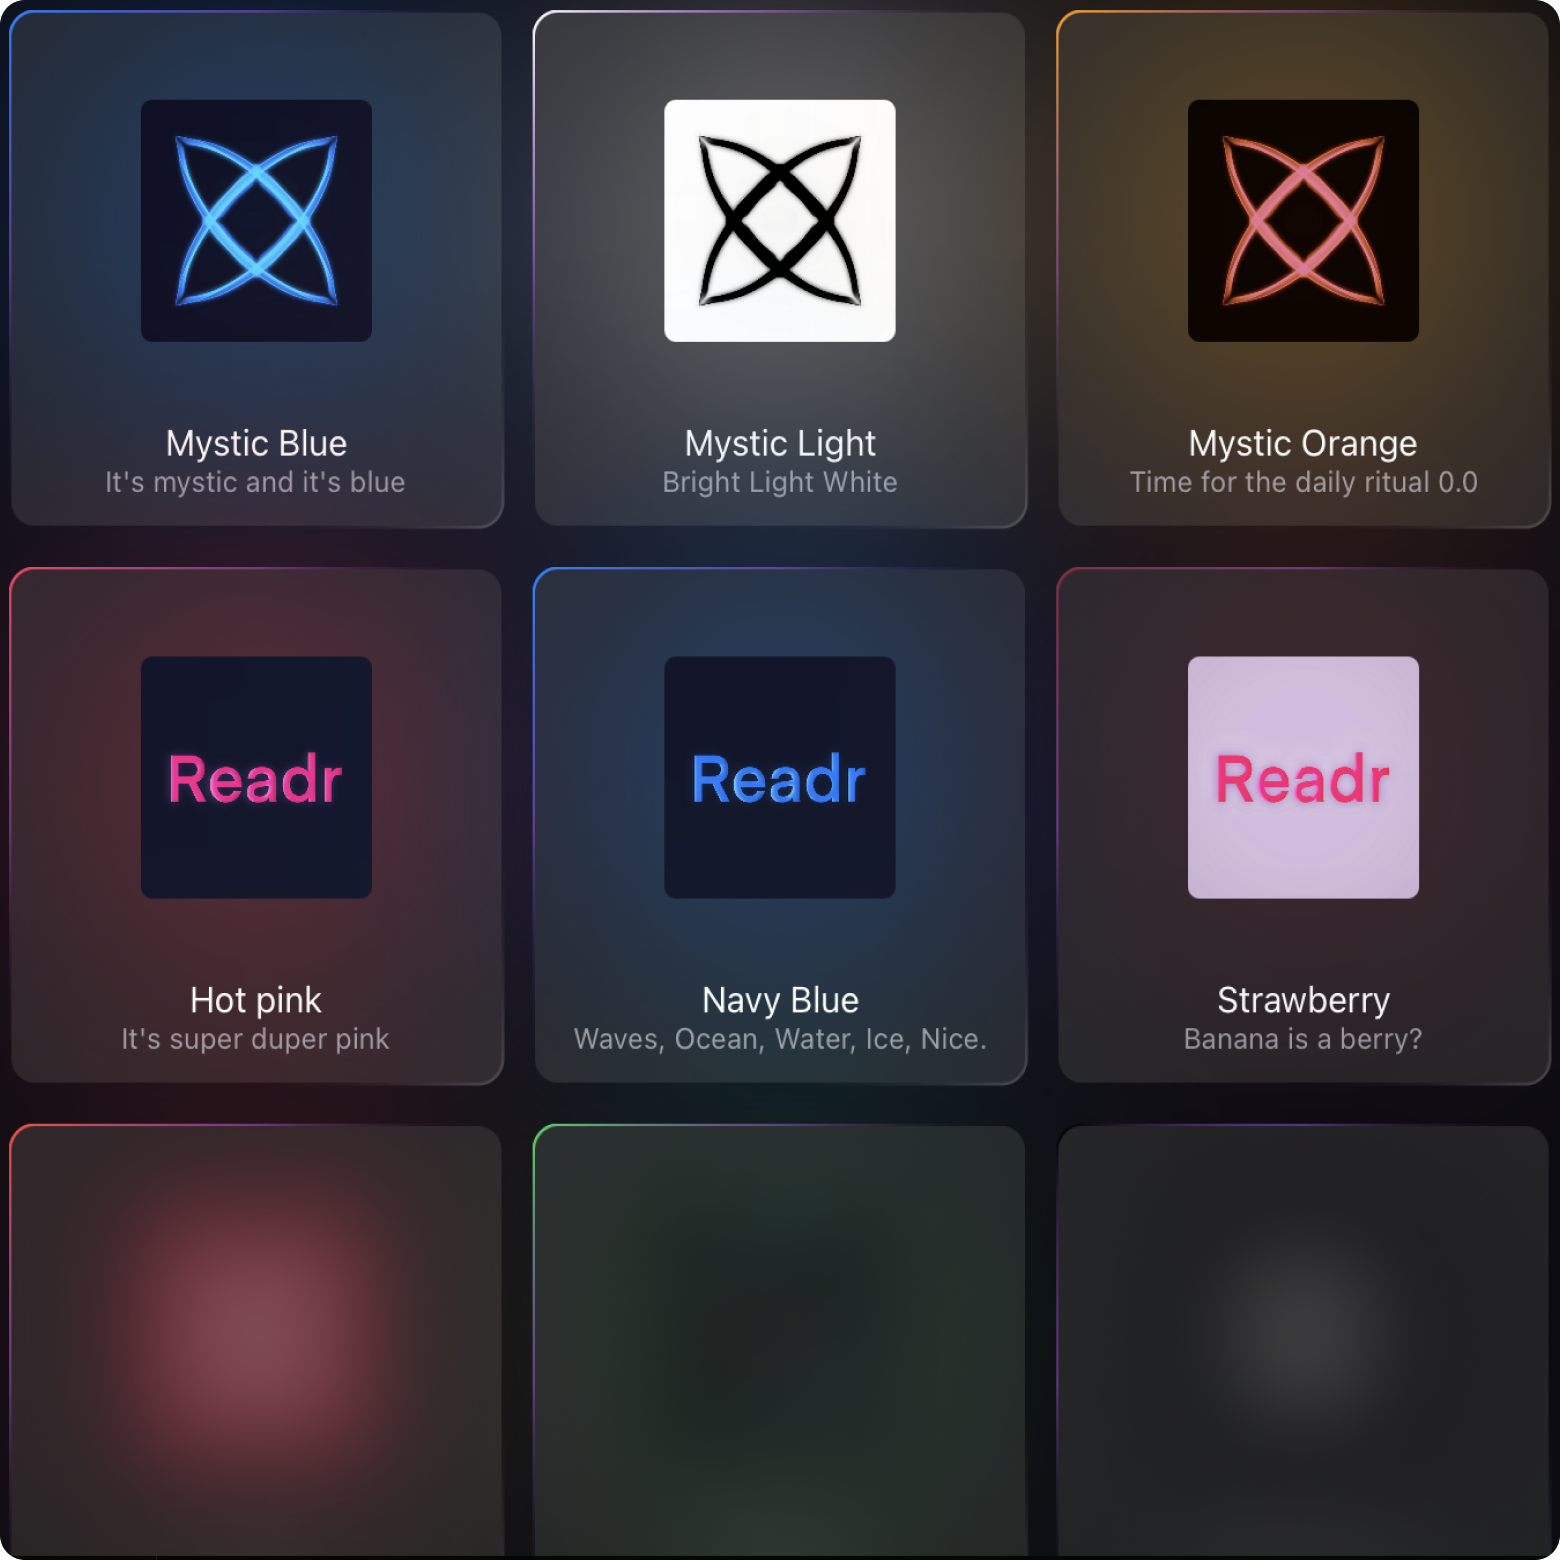 Mystic Blue
It's mystic and it's blue
Mystic Light
Bright Light White
Mystic Orange
Time for the daily ritual 0.0
Readr
Hot pink
It's super duper pink
Readr
Navy Blue
Waves, Ocean, Water, Ice, Nice.
Readr
Strawberry
Banana is a berry?